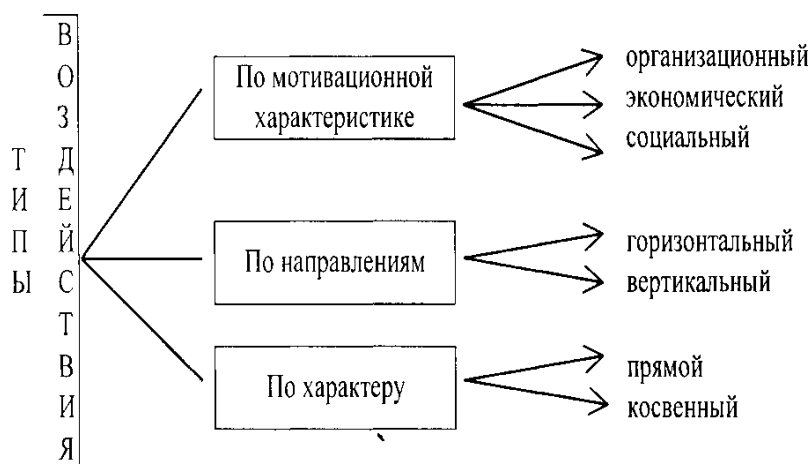 ТИПЫ
ВОЗДЕЙСТВИЯ
По мотивационной
характеристике
организационный
экономический
социальный
По направлениям
горизонтальный
вертикальный
По характеру
прямой
косвенный